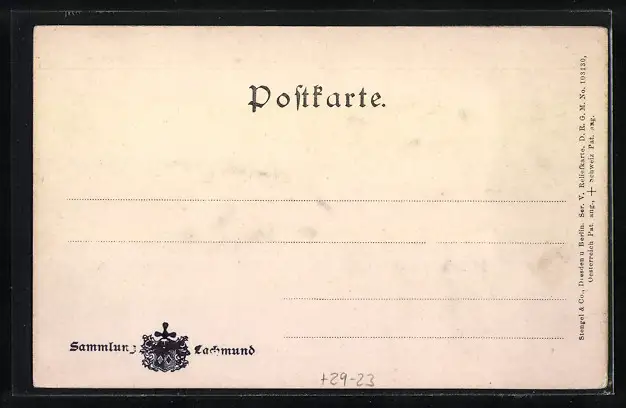 Postkarte.
Stengel & Co., Dresden u Berlin. Ser. V, Reliefkarte. D. R. G. M. No. 103130,
Oesterreich Pat. ang., + Schweiz Pat. ang.
Sammlung Lachmund
+29-23